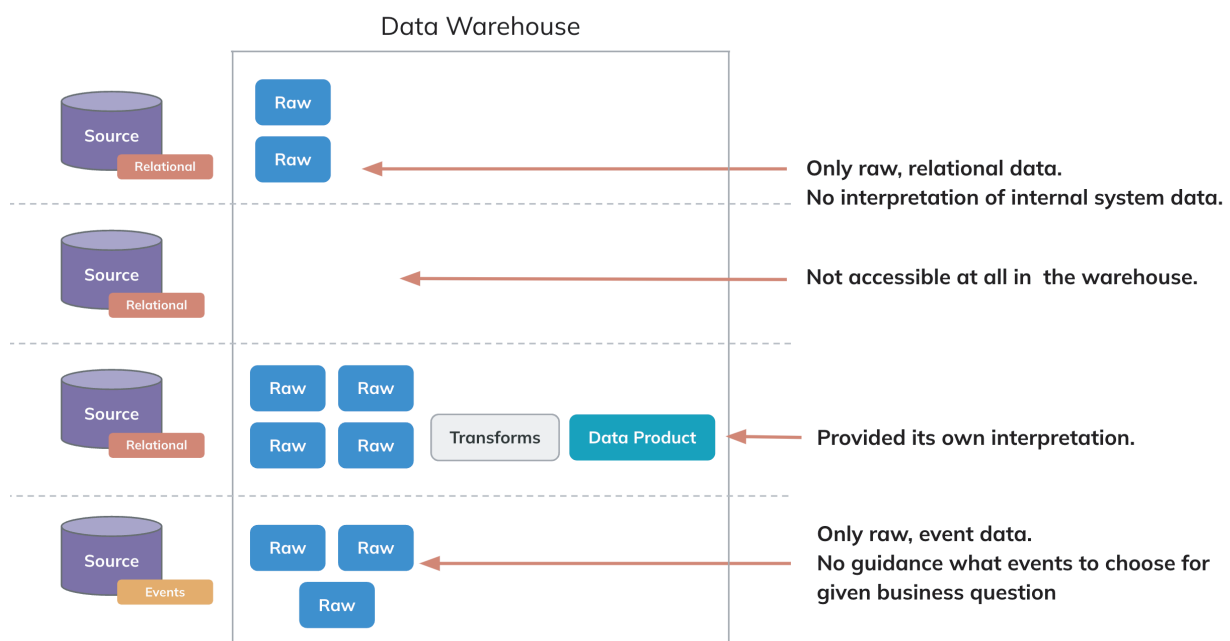 Data Warehouse
Raw
Source
Relational
Raw
Only raw, relational data.
No interpretation of internal system data.
Source
Relational
Not accessible at all in  the warehouse.
Source
Relational
Raw
Raw
Raw
Raw
Transforms
Data Product
Provided its own interpretation.
Source
Events
Raw
Raw
Raw
Only raw, event data.
No guidance what events to choose for
given business question